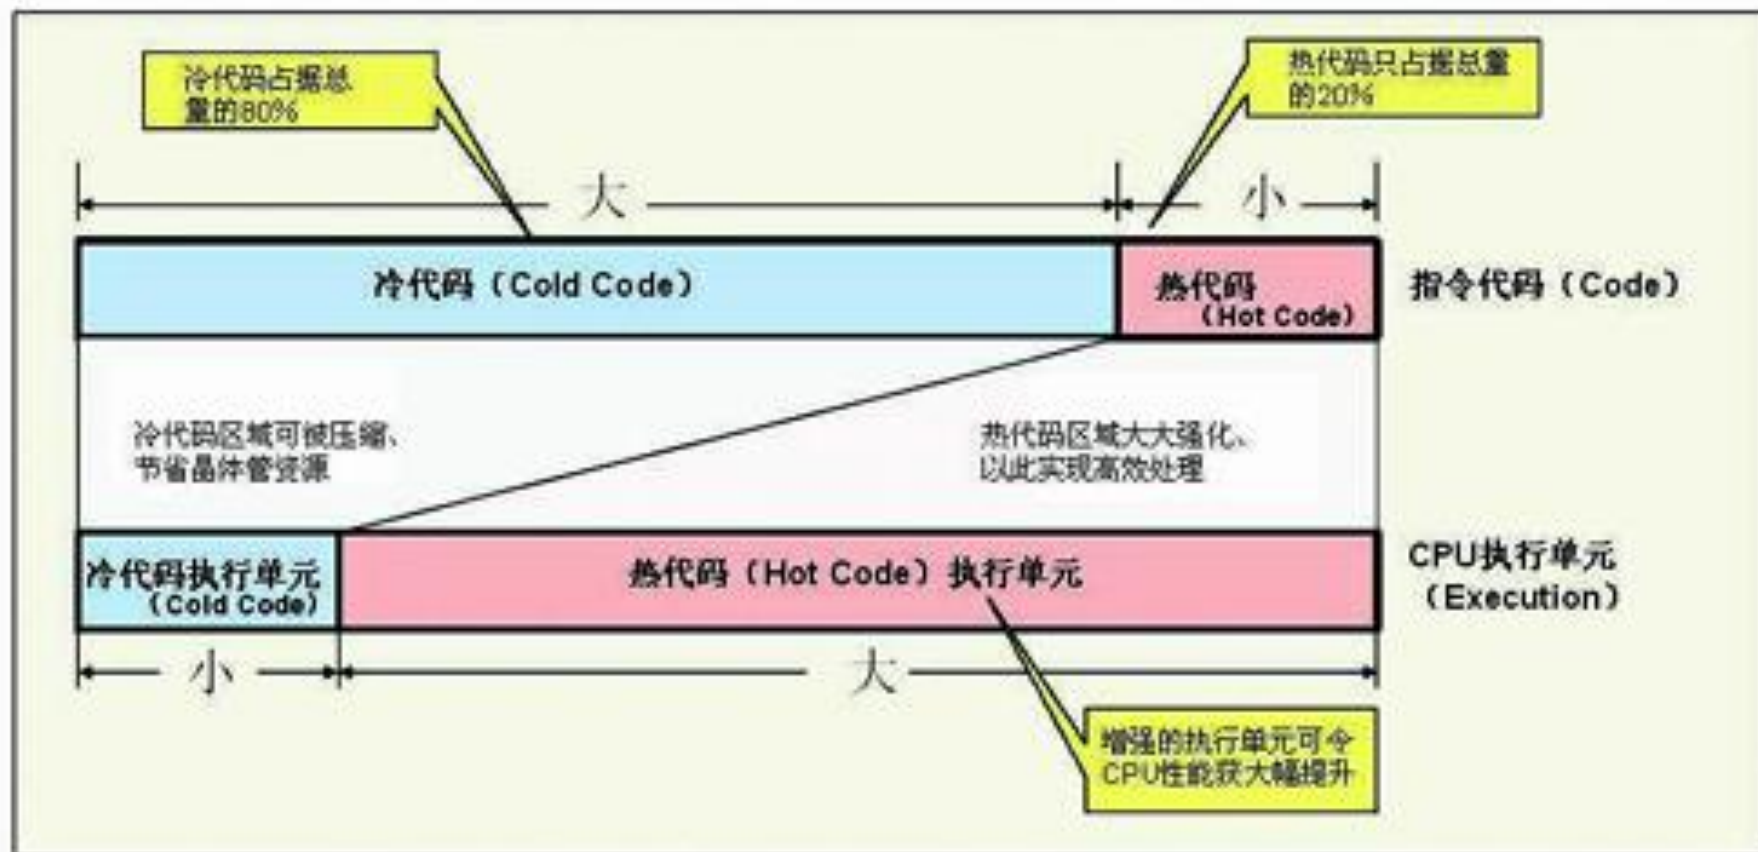 冷代码占据总
量的80%
热代码只占据总量
的20%
大
小
冷代码（Cold Code）
热代码
（Hot Code）
指令代码（Code）
冷代码区域可被压缩、
节省晶体管资源
热代码区域大大强化、
以此实现高效处理
冷代码执行单元
（Cold Code）
热代码（Hot Code）执行单元
CPU执行单元
（Execution）
小
大
增强的执行单元可令
CPU性能获大幅提升